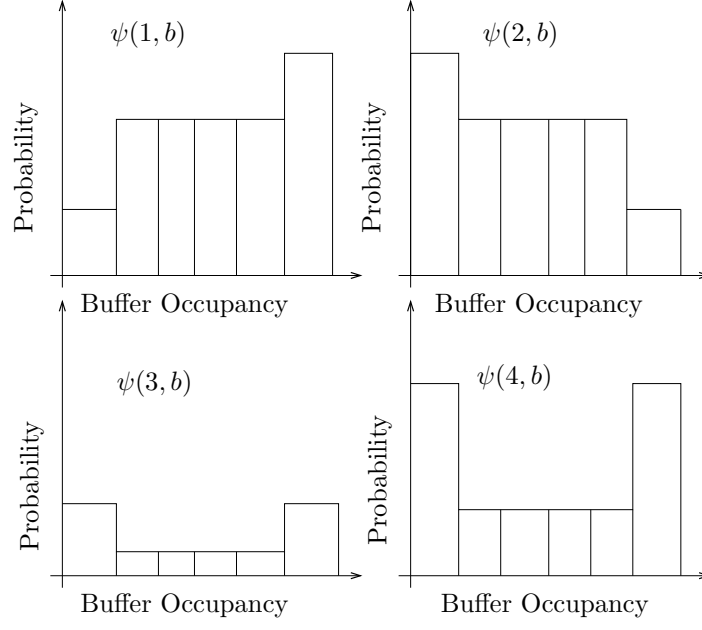 ψ(1, b)
Probability
Buffer Occupancy
ψ(2, b)
Probability
Buffer Occupancy
ψ(3, b)
Probability
Buffer Occupancy
ψ(4, b)
Probability
Buffer Occupancy